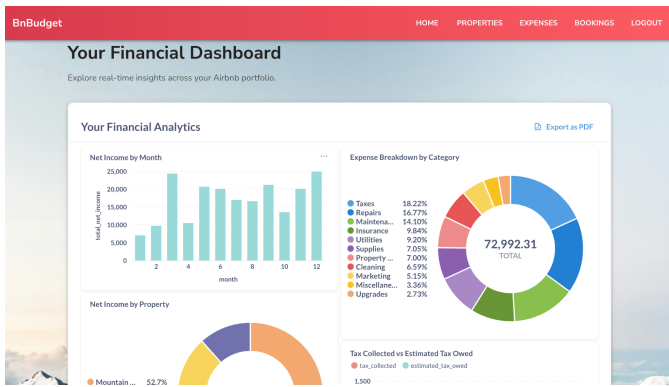 BnBudget
HOME PROPERTIES EXPENSES BOOKINGS LOGOUT
Your Financial Dashboard
Explore real-time insights across your Airbnb portfolio.
Your Financial Analytics
Export as PDF
Net Income by Month
...
25,000
20,000
15,000
10,000
5,000
0
total_net_income
2 4 6 8 10 12
month
Expense Breakdown by Category
Taxes 18.22%
Repairs 16.77%
Maintena... 14.10%
Insurance 9.84%
Utilities 9.20%
Supplies 7.05%
Property ... 7.00%
Cleaning 6.59%
Marketing 5.15%
Miscellane... 3.36%
Upgrades 2.73%
72,992.31
TOTAL
Net Income by Property
Mountain ... 52.7%
Tax Collected vs Estimated Tax Owed
tax_collected estimated_tax_owed
1,500